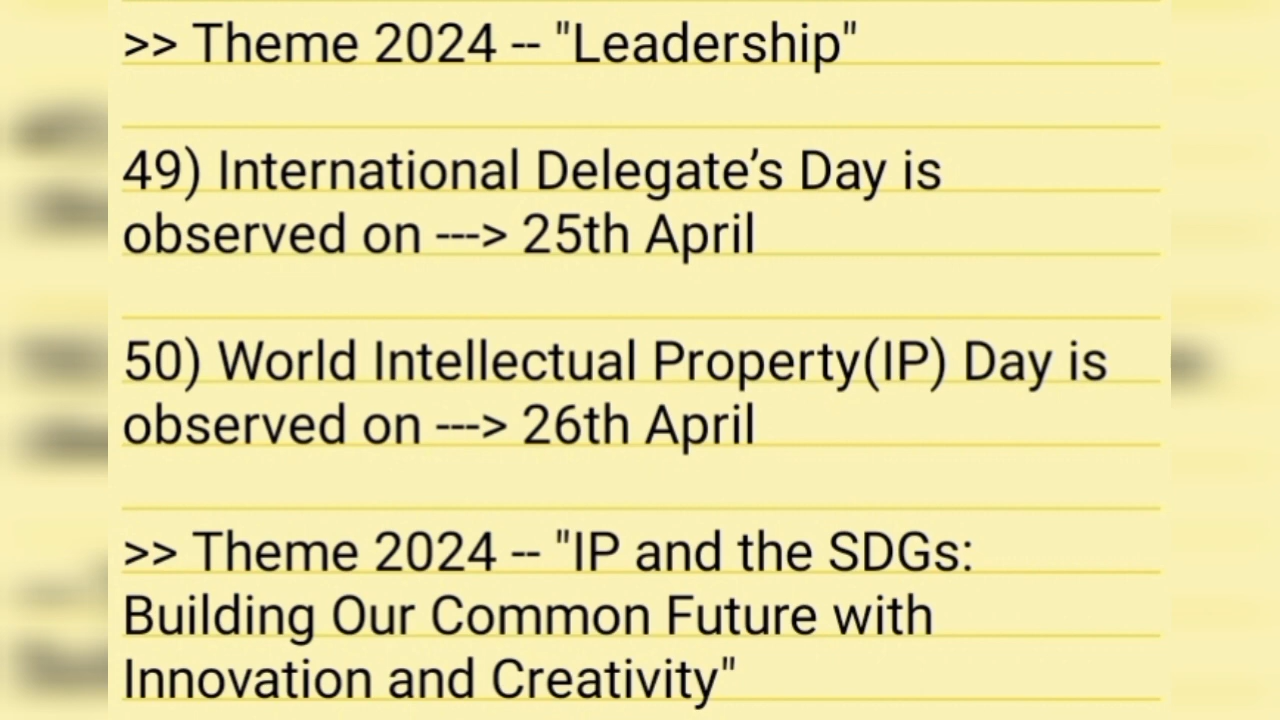 >> Theme 2024 -- "Leadership"
49) International Delegate’s Day is
observed on ---> 25th April
50) World Intellectual Property(IP) Day is
observed on ---> 26th April
>> Theme 2024 -- "IP and the SDGs:
Building Our Common Future with
Innovation and Creativity"